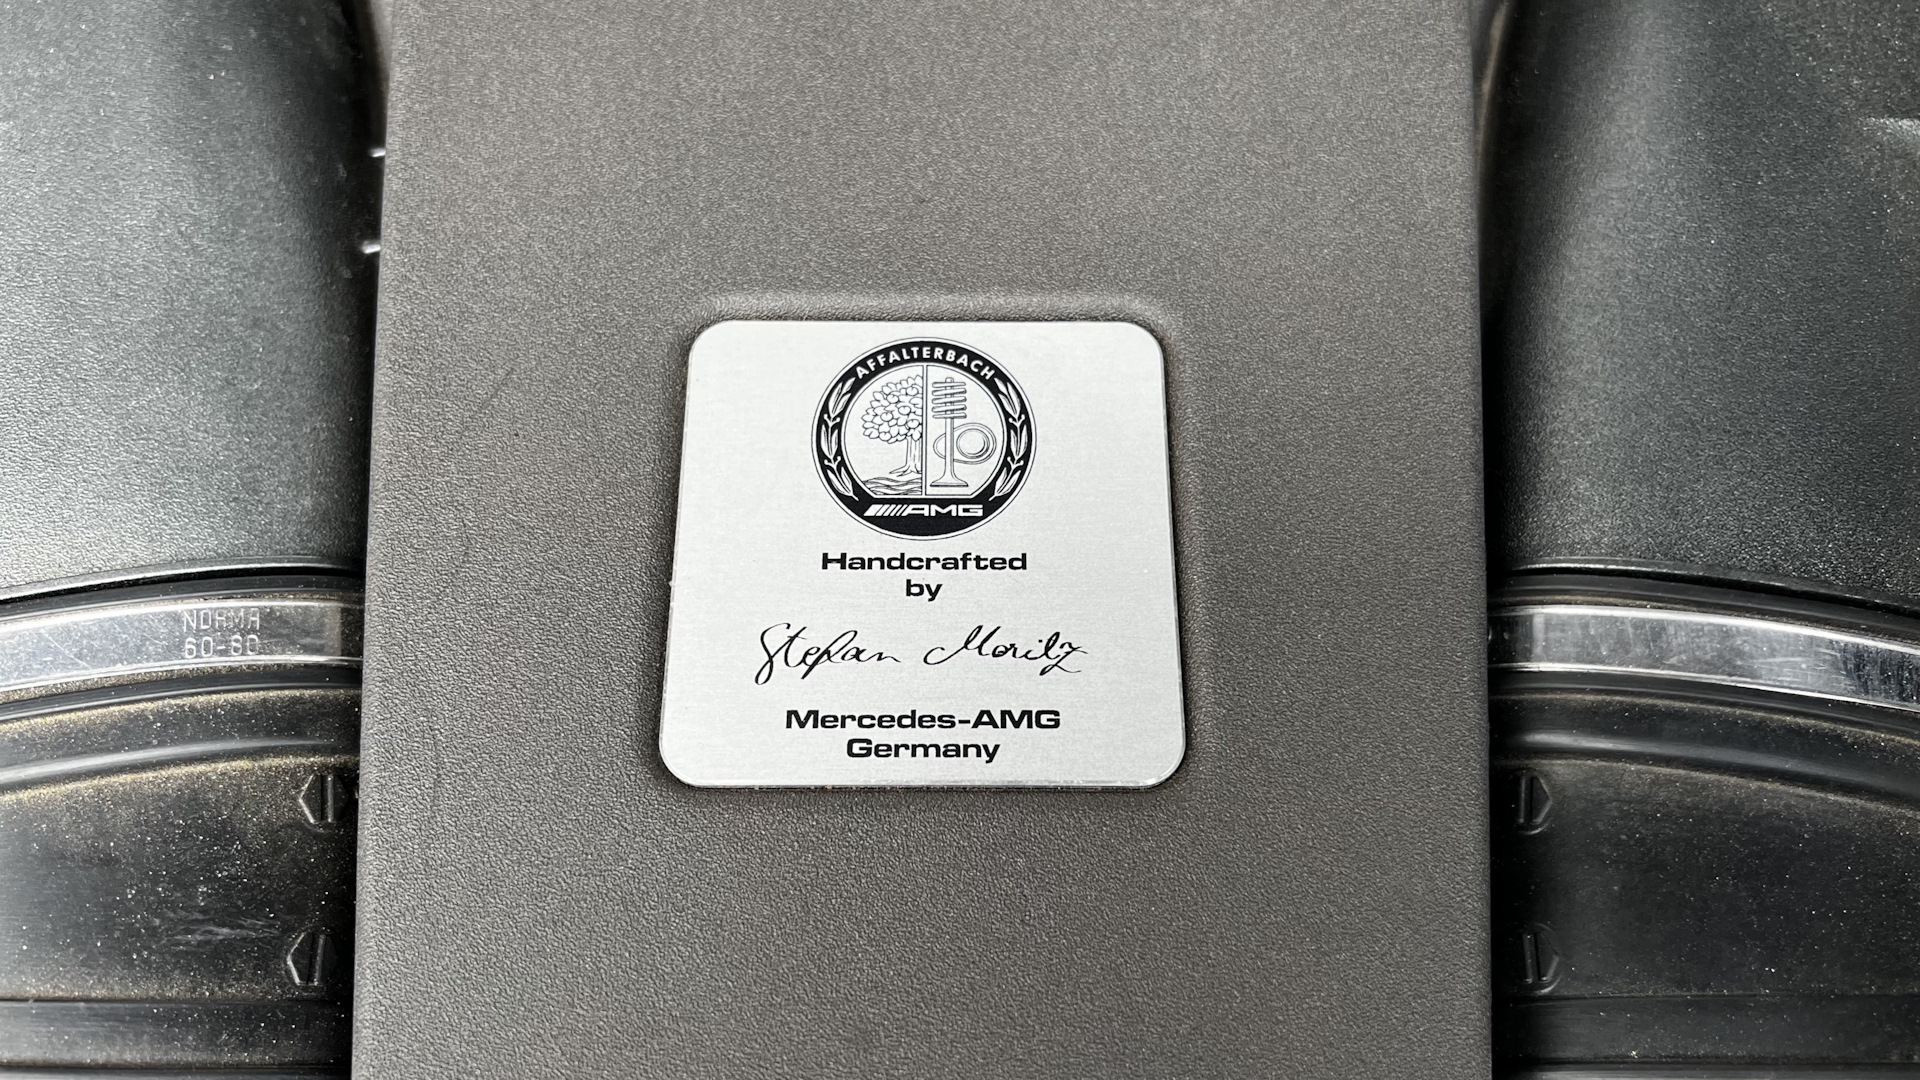 AFFALTERBACH
AMG
Handcrafted
by
Stefan Moritz
Mercedes-AMG
Germany
NORMA
60-80